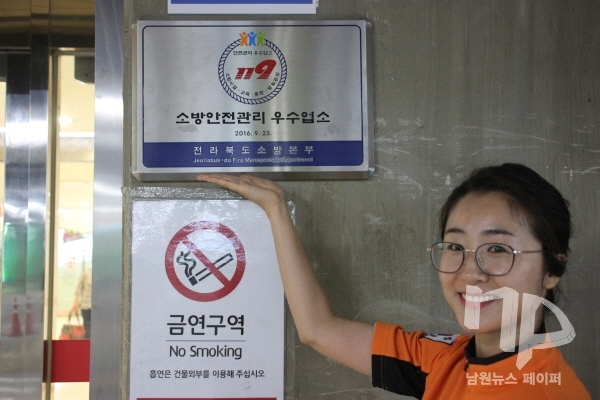 안전관리 우수업소
119
소방안전관리 우수업소
2016. 9. 23.
전라북도소방본부
Jeollabuk-do Fire Management Department
금연구역
No Smoking
흡연은 건물외부를 이용해 주십시오
남원뉴스 페이퍼